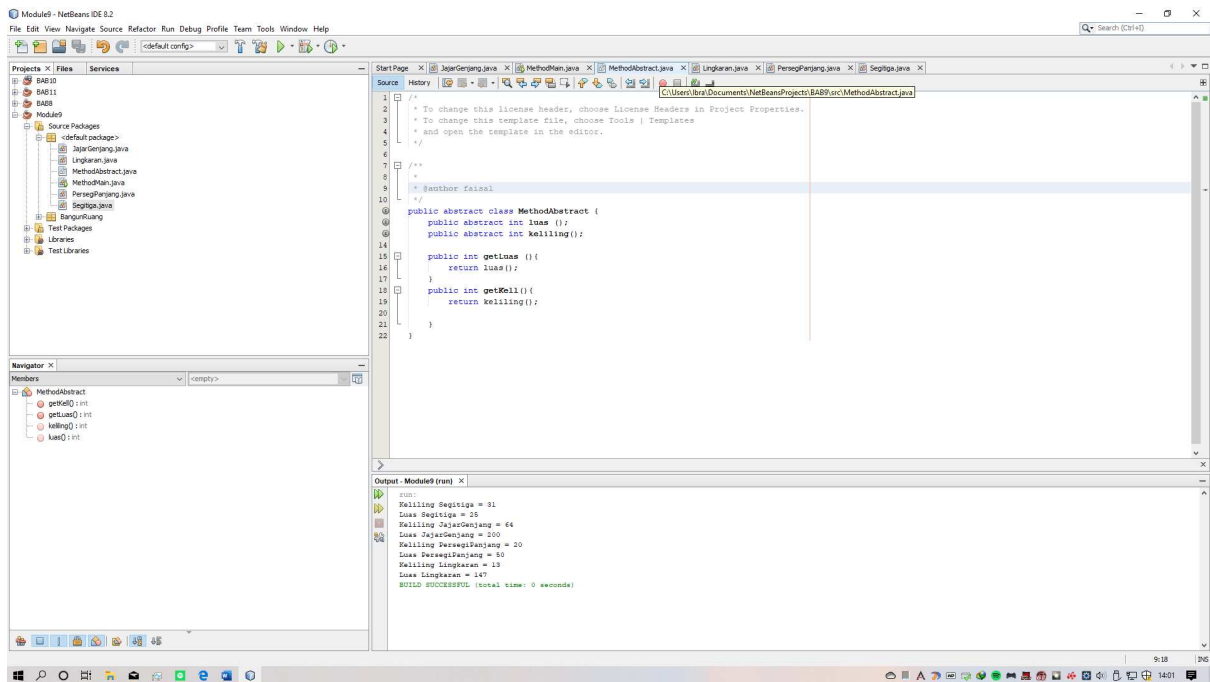 Module9 - NetBeans IDE 8.2
File Edit View Navigate Source Refactor Run Debug Profile Team Tools Window Help
Search (Ctrl+I)
<default config>
Projects Files Services
BAB10
BAB11
BAB8
Module9
Source Packages
<default package>
JajarGenjang.java
Lingkaran.java
MethodAbstract.java
MethodMain.java
PersegiPanjang.java
Segitiga.java
BangunRuang
Test Packages
Libraries
Test Libraries
Navigator
Members <empty>
MethodAbstract
getKell() : int
getLuas() : int
keliling() : int
luas() : int
Start Page JajarGenjang.java MethodMain.java MethodAbstract.java Lingkaran.java PersegiPanjang.java Segitiga.java
Source History
C:\Users\Ibra\Documents\NetBeansProjects\BAB9\src\MethodAbstract.java
1 /*
2 * To change this license header, choose License Headers in Project Properties.
3 * To change this template file, choose Tools | Templates
4 * and open the template in the editor.
5 */
6
7 /**
8 *
9 * @author faisal
10 */
public abstract class MethodAbstract {
public abstract int luas ();
public abstract int keliling();
14
15 public int getLuas (){
16 return luas();
17 }
18 public int getKell(){
19 return keliling();
20
21 }
22 }
Output - Module9 (run)
run:
Keliling Segitiga = 31
Luas Segitiga = 25
Keliling JajarGenjang = 64
Luas JajarGenjang = 200
Keliling PersegiPanjang = 20
Luas PersegiPanjang = 50
Keliling Lingkaran = 13
Luas Lingkaran = 147
BUILD SUCCESSFUL (total time: 0 seconds)
9:18 INS
14:01